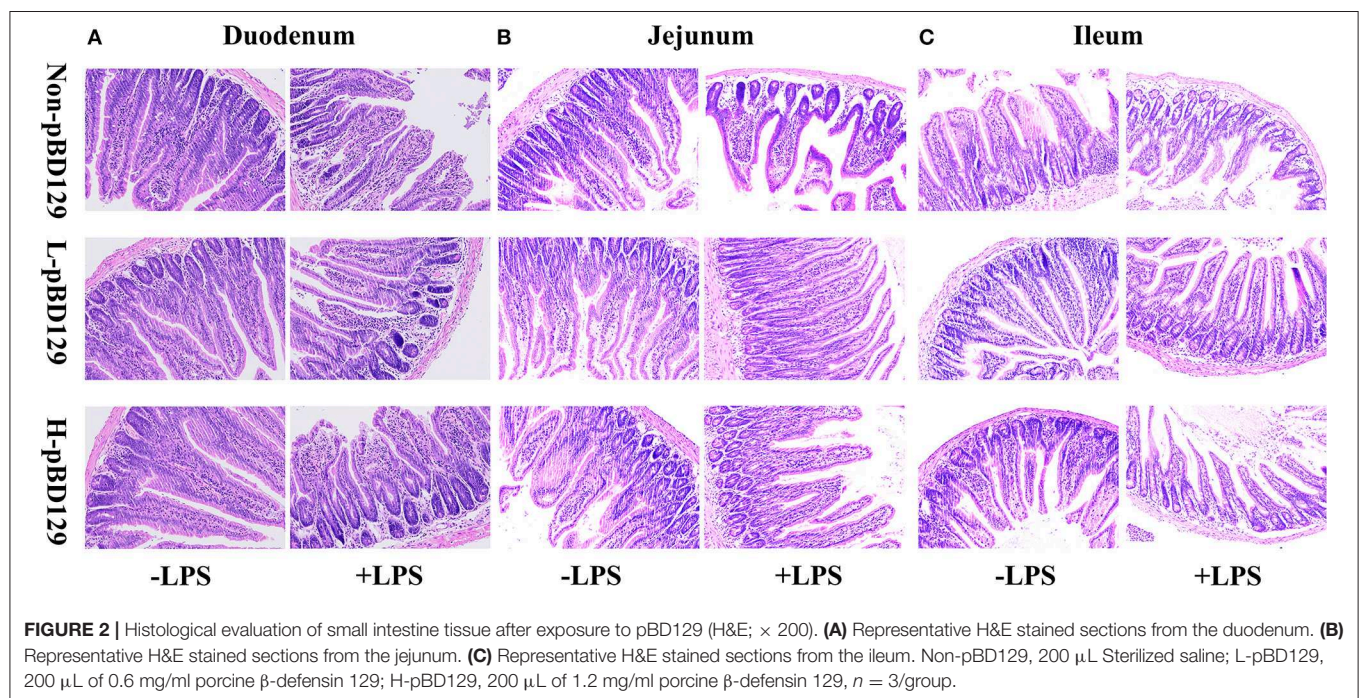 A Duodenum B Jejunum C Ileum
Non-pBD129
L-pBD129
H-pBD129
-LPS +LPS -LPS +LPS -LPS +LPS
FIGURE 2 | Histological evaluation of small intestine tissue after exposure to pBD129 (H&E; × 200). (A) Representative H&E stained sections from the duodenum. (B)
Representative H&E stained sections from the jejunum. (C) Representative H&E stained sections from the ileum. Non-pBD129, 200 μL Sterilized saline; L-pBD129,
200 μL of 0.6 mg/ml porcine β-defensin 129; H-pBD129, 200 μL of 1.2 mg/ml porcine β-defensin 129, n = 3/group.